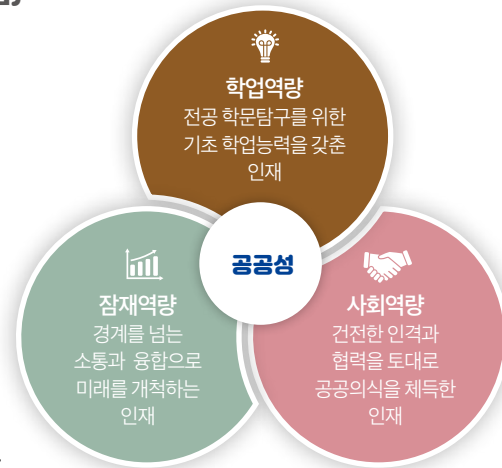 학업역량
전공 학문탐구를 위한
기초 학업능력을 갖춘
인재
공공성
잠재역량
경계를 넘는
소통과 융합으로
미래를 개척하는
인재
사회역량
건전한 인격과
협력을 토대로
공공의식을 체득한
인재